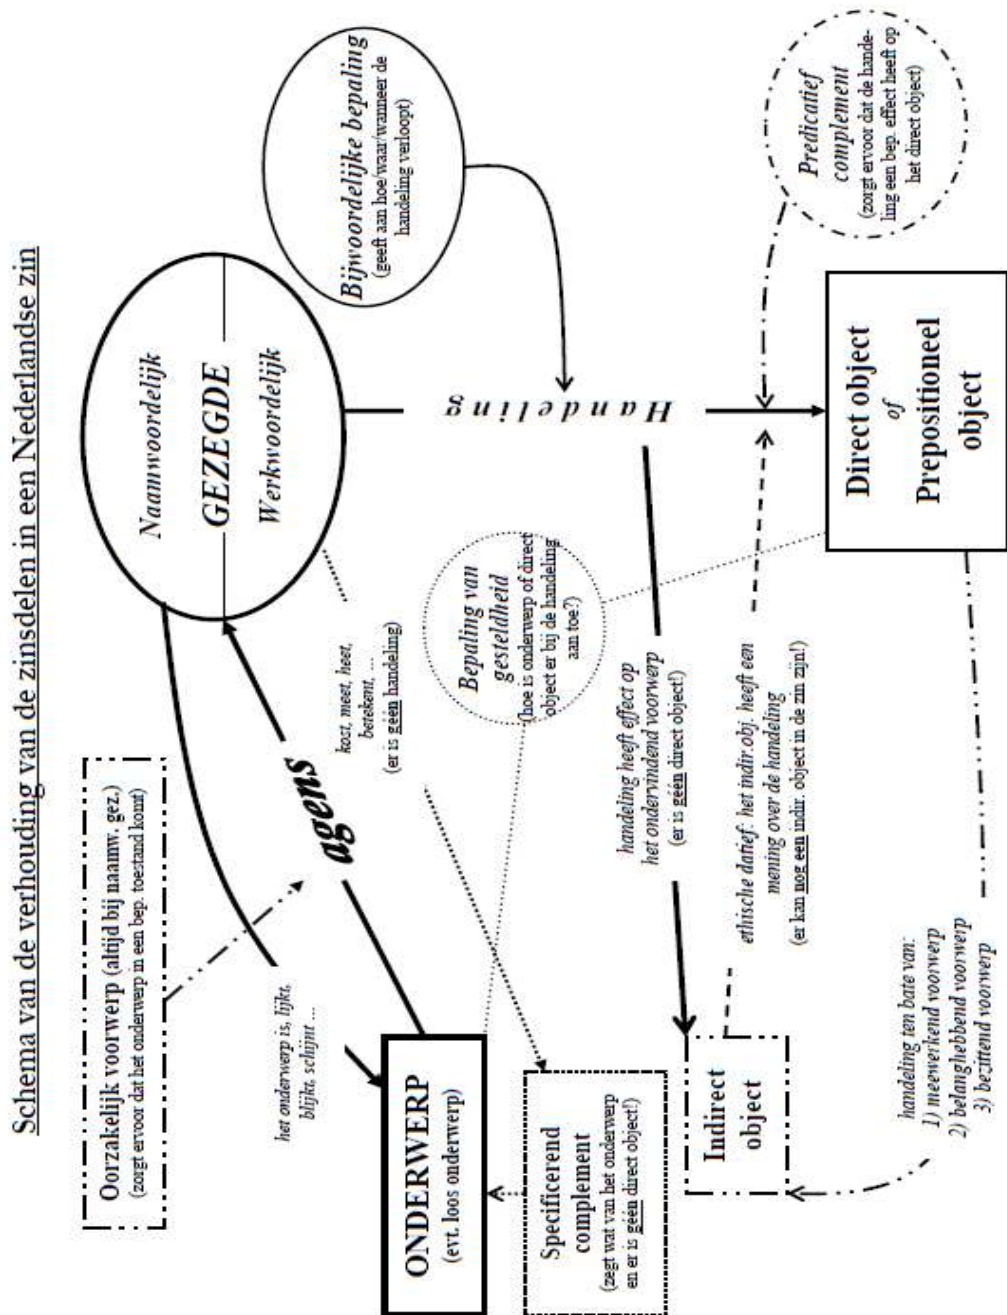 Schema van de verhouding van de zinsdelen in een Nederlandse zin
Oorzakelijk voorwerp (altijd bij naamw. gez.)
(zorgt ervoor dat het onderwerp in een bep. toestand komt)
Naamwoordelijk
GEZEGDE
Werkwoordelijk
het onderwerp is, lijkt,
blijkt, schijnt ...
agens
kost, meet, heet,
betekent, ...
(er is géén handeling)
Bijwoordelijke bepaling
(geeft aan hoe/waar/wanneer de
handeling verloopt)
ONDERWERP
(evt. loos onderwerp)
Handeling
Bepaling van
gesteldheid
(hoe is onderwerp of direct
object er bij de handeling
aan toe?)
Specificerend
complement
(zegt wat van het onderwerp
en er is géén direct object!)
handeling heeft effect op
het ondervindend voorwerp
(er is géén direct object!)
Indirect
object
ethische datief: het indir.obj. heeft een
mening over de handeling
(er kan nog een indir. object in de zin zijn!)
Predicatief
complement
(zorgt ervoor dat de hande-
ling een bep. effect heeft op
het direct object)
Direct object
of
Prepositioneel
object
handeling ten bate van:
1) meewerkend voorwerp
2) belanghebbend voorwerp
3) bezittend voorwerp